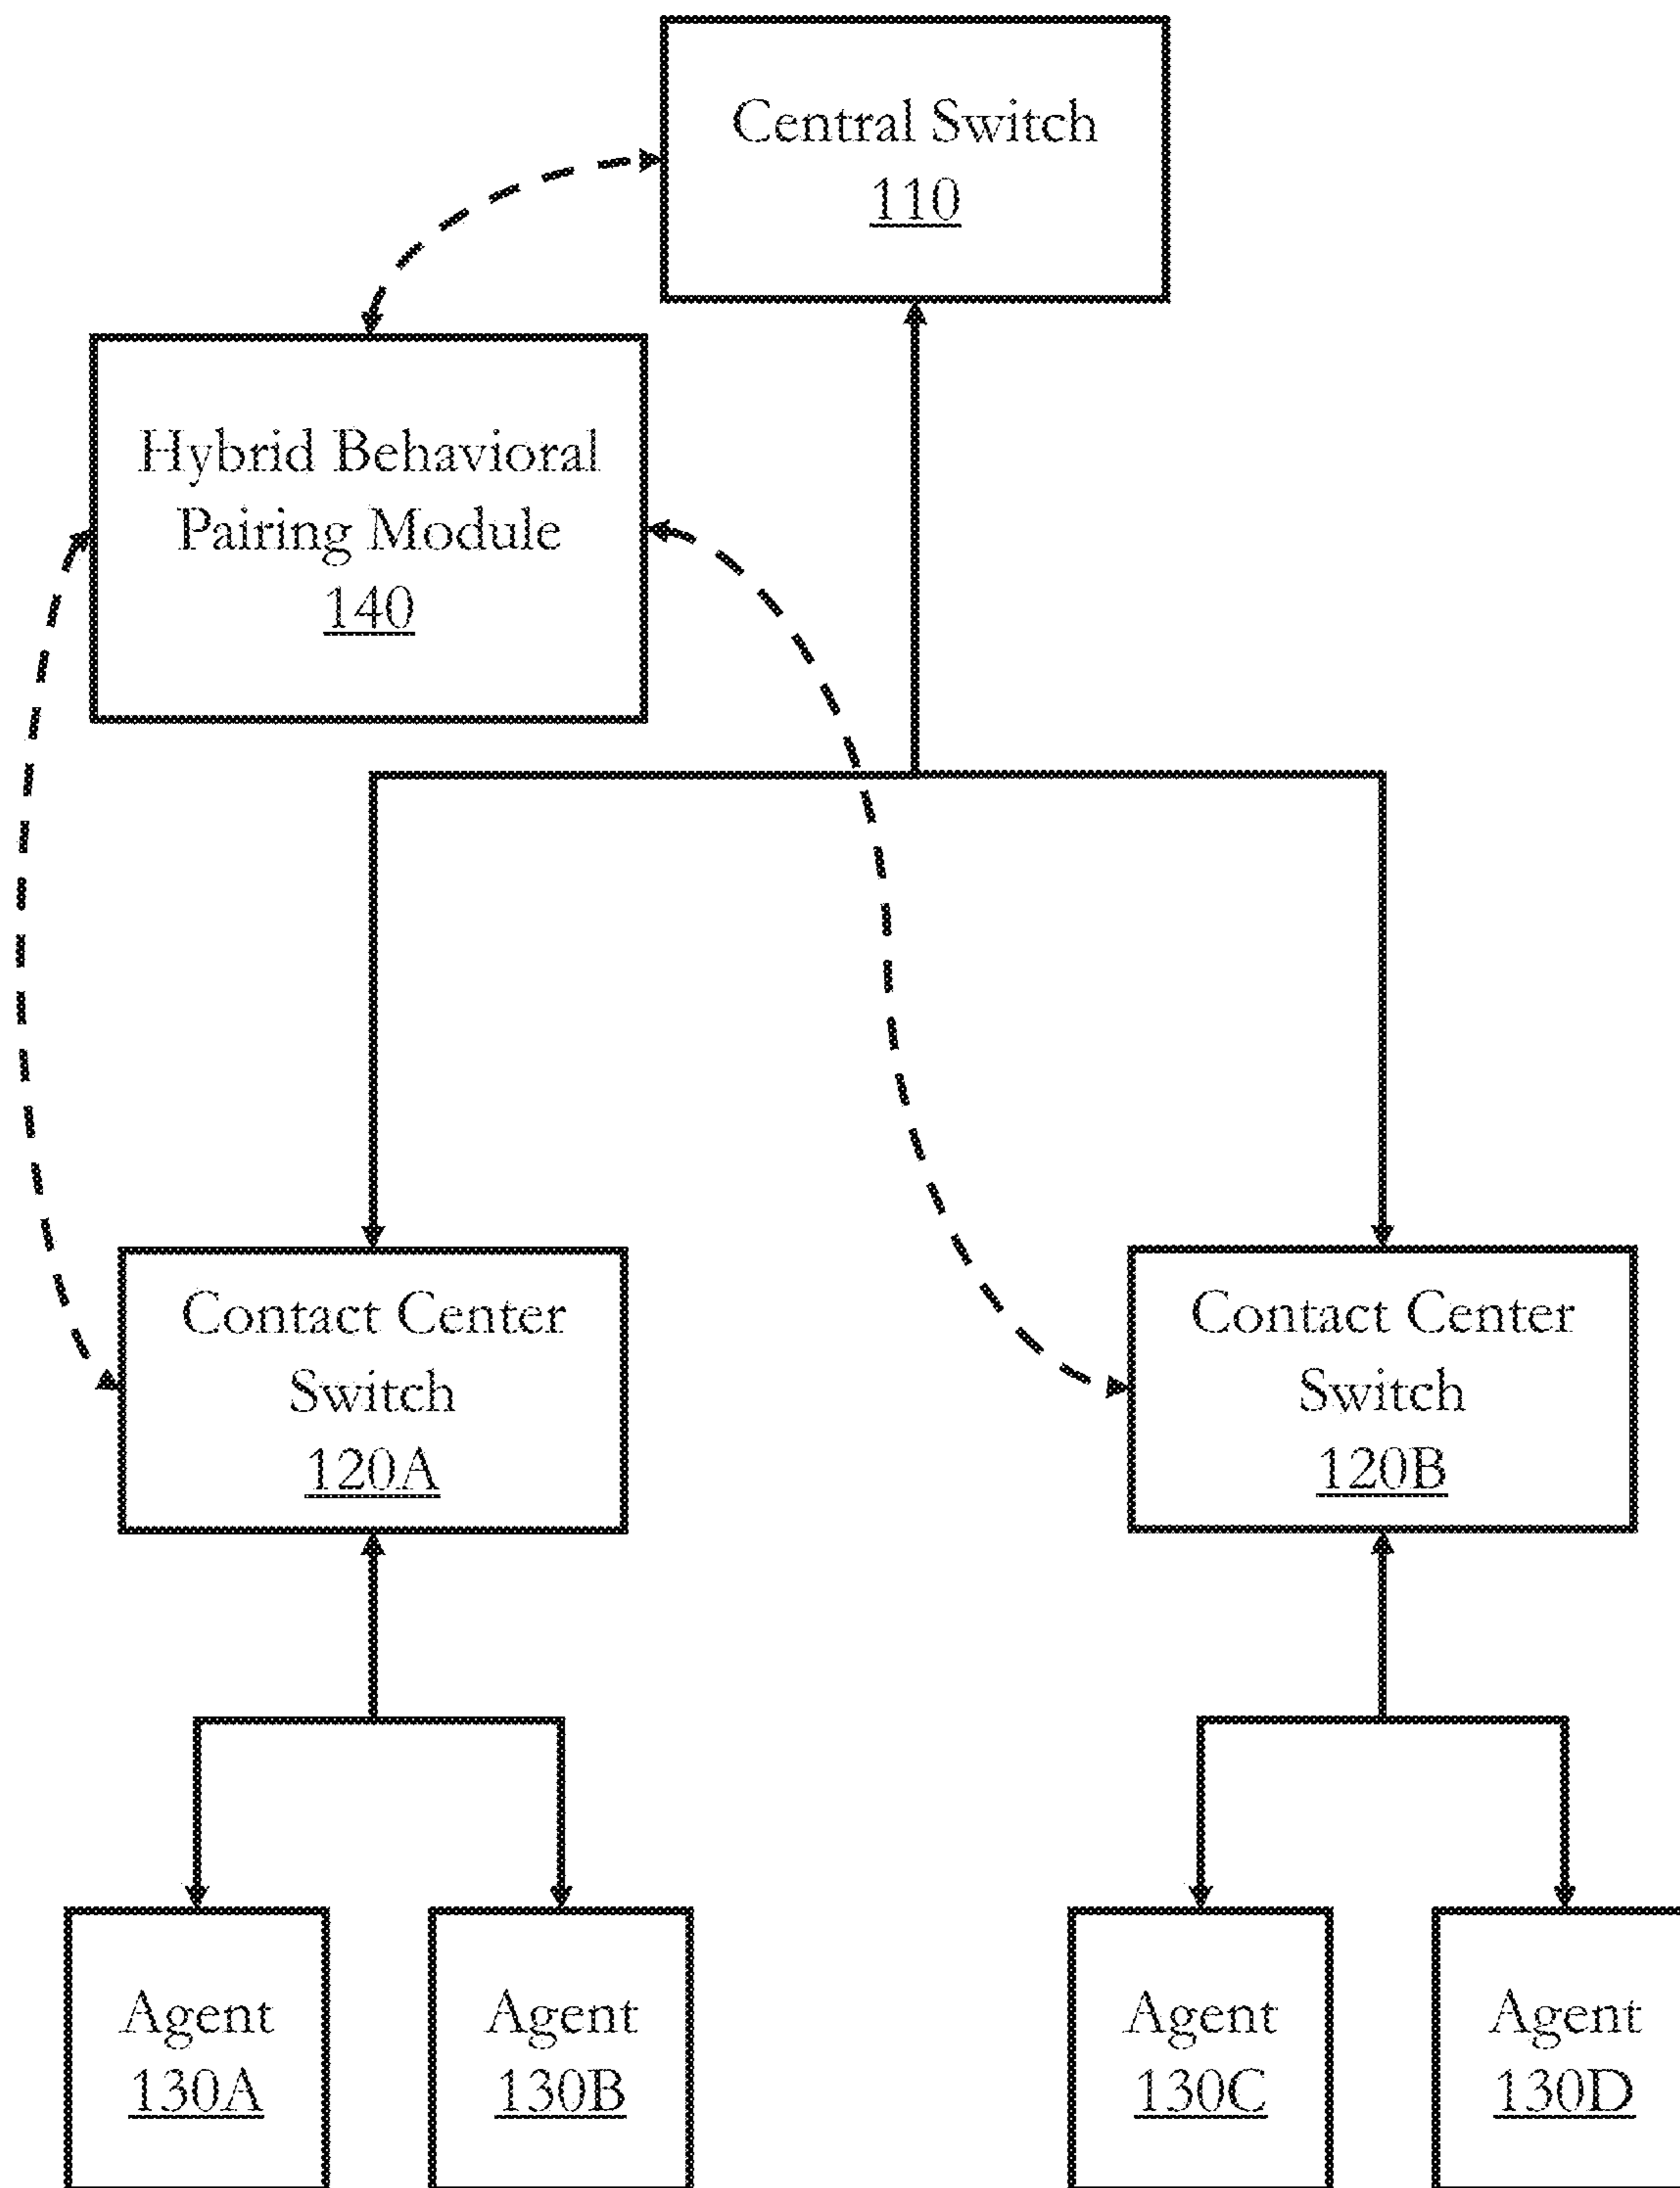 Central Switch
110
Hybrid Behavioral
Pairing Module
140
Contact Center
Switch
120A
Contact Center
Switch
120B
Agent
130A
Agent
130B
Agent
130C
Agent
130D